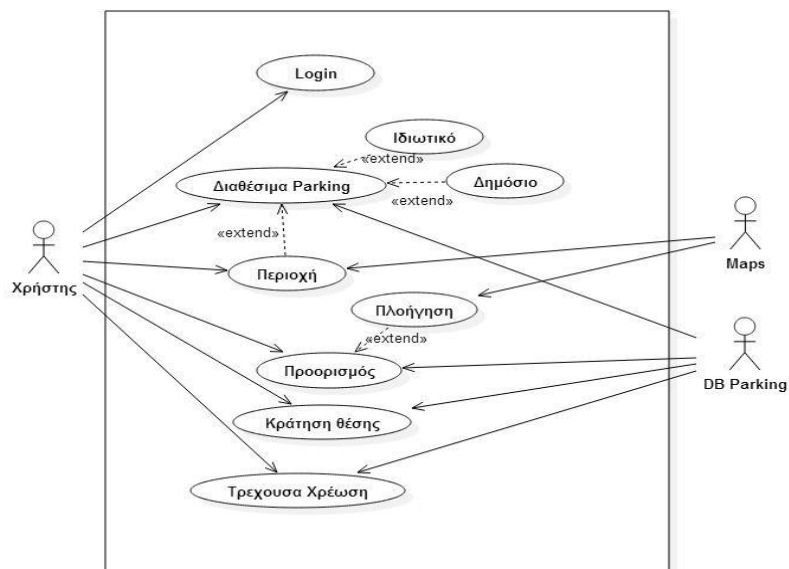 Login
Ιδιωτικό
«extend»
Διαθέσιμα Parking
Δημόσιο
«extend»
«extend»
Χρήστης
Περιοχή
Maps
Πλοήγηση
«extend»
Προορισμός
DB Parking
Κράτηση θέσης
Τρεχουσα Χρέωση